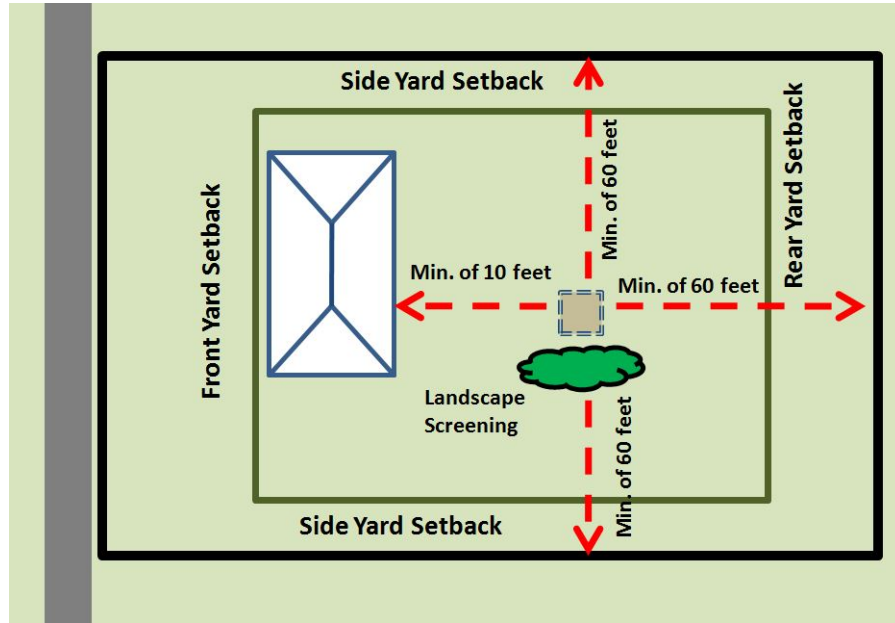 Side Yard Setback
Rear Yard Setback
Min. of 60 feet
Front Yard Setback
Min. of 10 feet
Min. of 60 feet
Landscape
Screening
Min. of 60 feet
Side Yard Setback